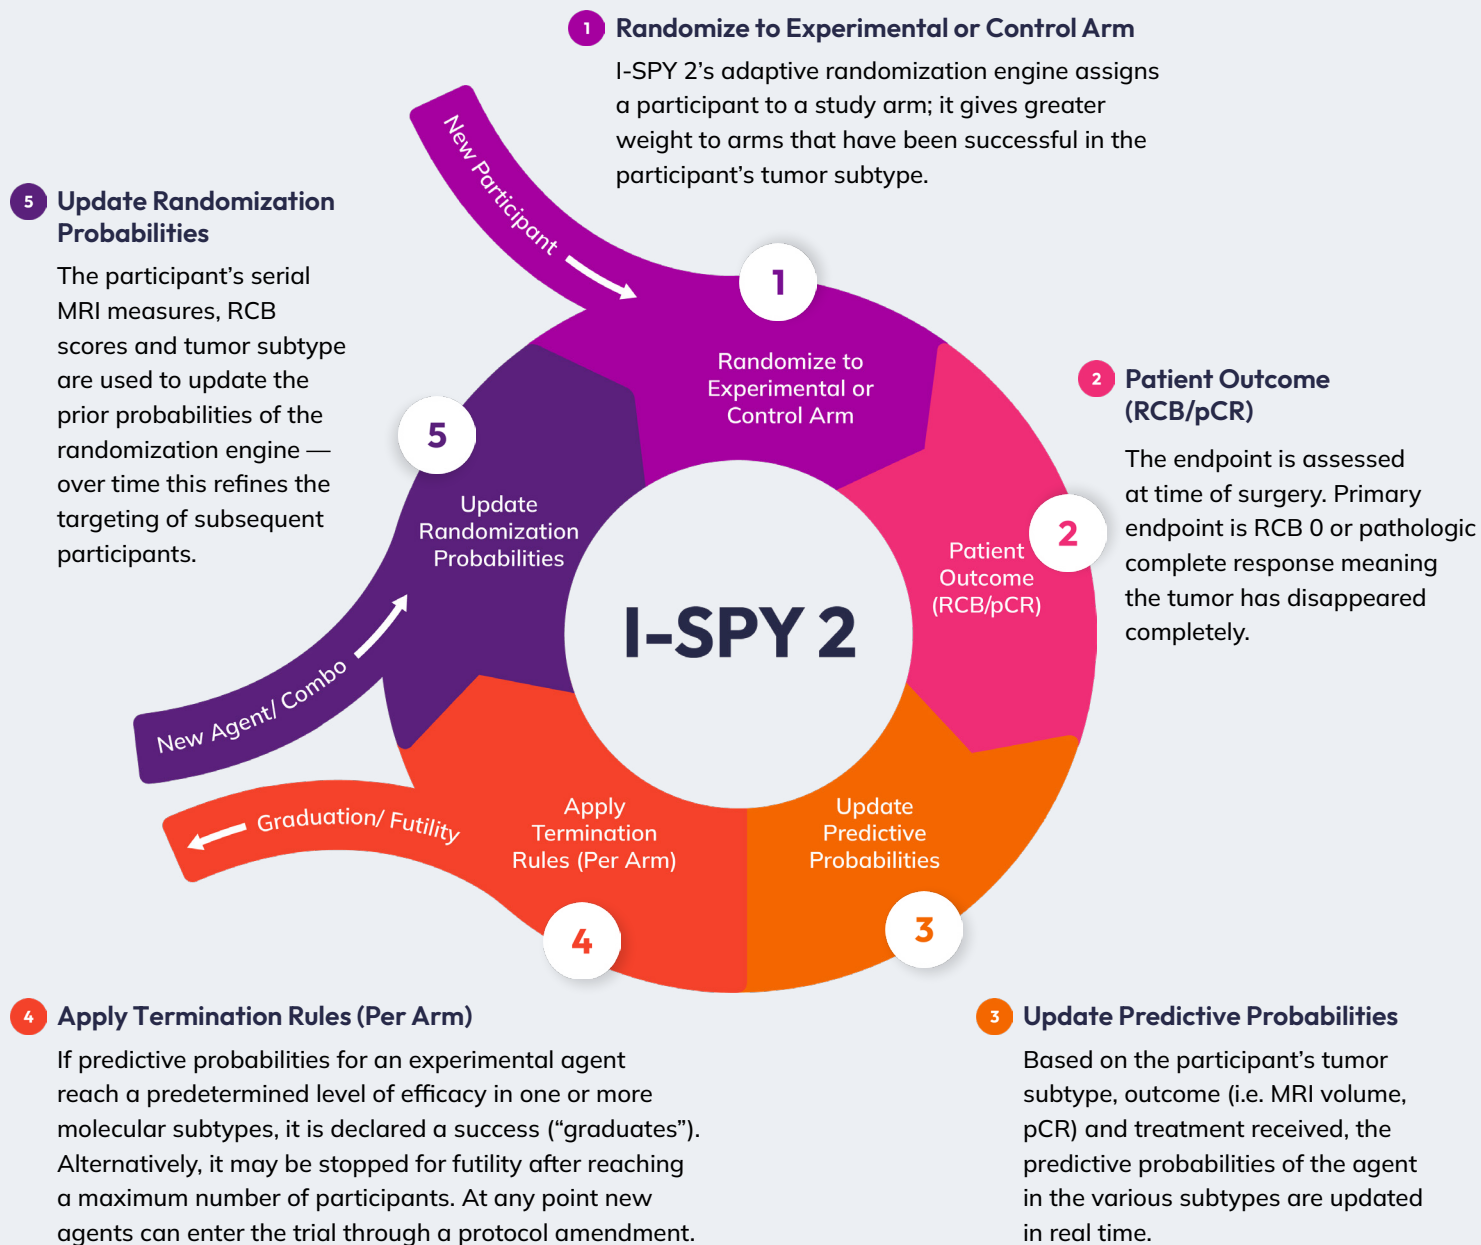 1 Randomize to Experimental or Control Arm
I-SPY 2’s adaptive randomization engine assigns
a participant to a study arm; it gives greater
weight to arms that have been successful in the
participant’s tumor subtype.
New Participant
5 Update Randomization
Probabilities
The participant’s serial
MRI measures, RCB
scores and tumor subtype
are used to update the
prior probabilities of the
randomization engine —
over time this refines the
targeting of subsequent
participants.
1
Randomize to
Experimental or
Control Arm
2 Patient Outcome
(RCB/pCR)
The endpoint is assessed
at time of surgery. Primary
endpoint is RCB 0 or pathologic
complete response meaning
the tumor has disappeared
completely.
5
Update
Randomization
Probabilities
2
Patient
Outcome
(RCB/pCR)
I-SPY 2
New Agent/ Combo
Graduation/ Futility
Apply
Termination
Rules (Per Arm)
4
Update
Predictive
Probabilities
3
4 Apply Termination Rules (Per Arm)
If predictive probabilities for an experimental agent
reach a predetermined level of efficacy in one or more
molecular subtypes, it is declared a success (“graduates”).
Alternatively, it may be stopped for futility after reaching
a maximum number of participants. At any point new
agents can enter the trial through a protocol amendment.
3 Update Predictive Probabilities
Based on the participant’s tumor
subtype, outcome (i.e. MRI volume,
pCR) and treatment received, the
predictive probabilities of the agent
in the various subtypes are updated
in real time.